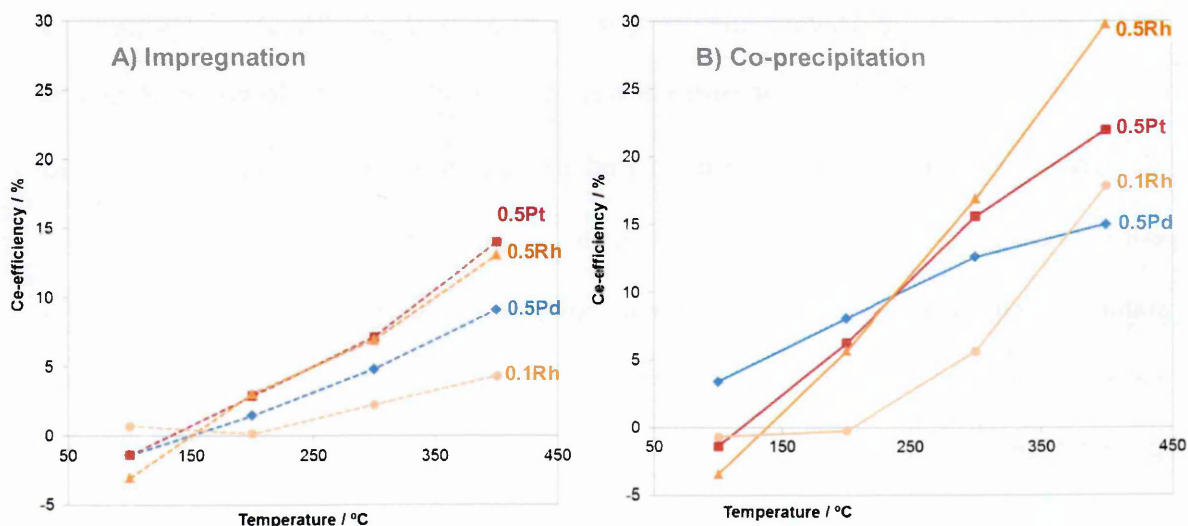 A) Impregnation
Ce-efficiency / %
30
25
20
15
10
5
0
-5
50
150
250
350
450
Temperature / ºC
0.5Pt
0.5Rh
0.5Pd
0.1Rh
B) Co-precipitation
Ce-efficiency / %
30
25
20
15
10
5
0
-5
50
150
250
350
450
Temperature / ºC
0.5Rh
0.5Pt
0.1Rh
0.5Pd